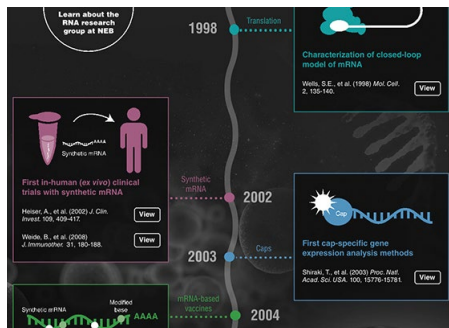 Learn about the
RNA research
group at NEB
1998
Translation
Characterization of closed-loop
model of mRNA
Wells, S.E., et al. (1998) Mol. Cell.
2, 135-140.
View
Synthetic mRNA
First in-human (ex vivo) clinical
trials with synthetic mRNA
Heiser, A., et al. (2002) J. Clin.
Invest. 109, 409-417.
View
Weide, B., et al. (2008)
J. Immunother. 31, 180-188.
View
Synthetic
mRNA
2002
Cap
First cap-specific gene
expression analysis methods
Shiraki, T., et al. (2003) Proc. Natl.
Acad. Sci. USA. 100, 15776-15781.
View
2003
Caps
mRNA-based
vaccines
2004
Synthetic mRNA
Modified
base
AAAA